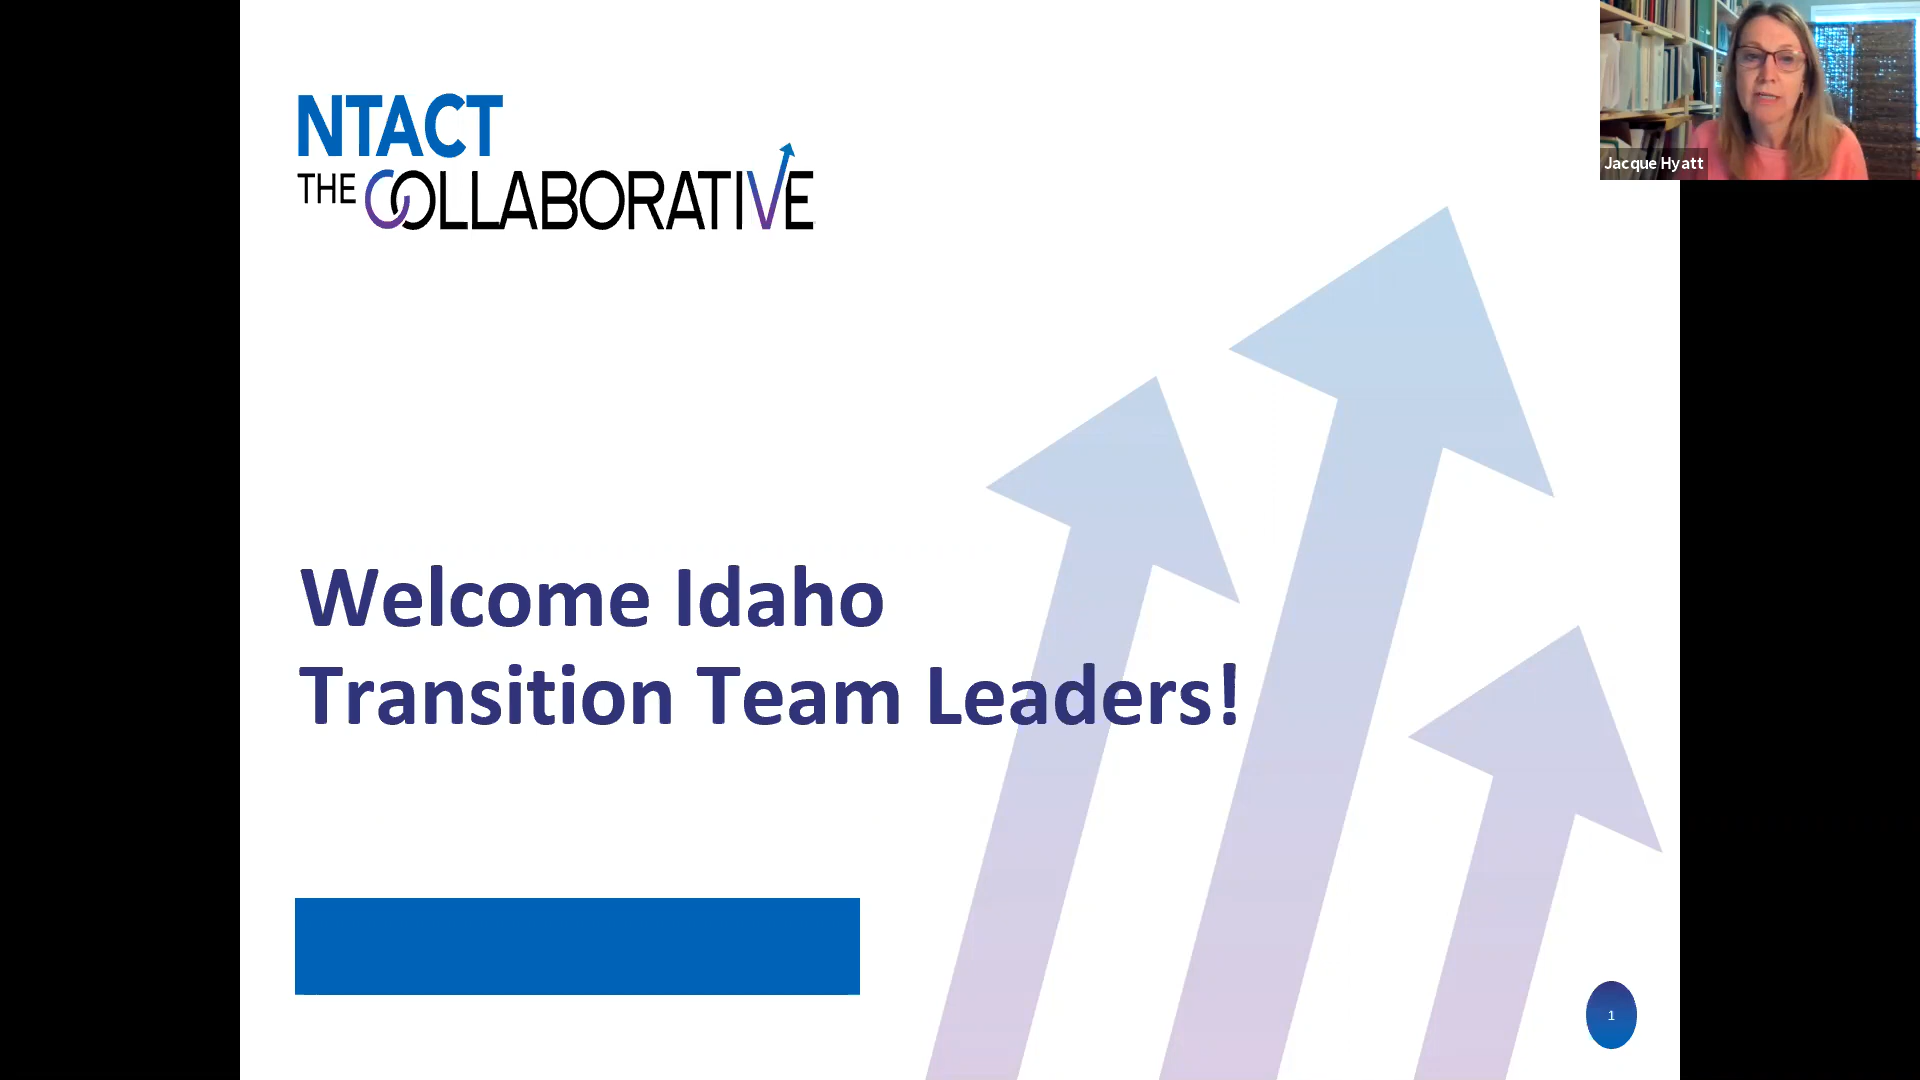 NTACT
THE COLLABORATIVE
Jacque Hyatt
Welcome Idaho
Transition Team Leaders!
1